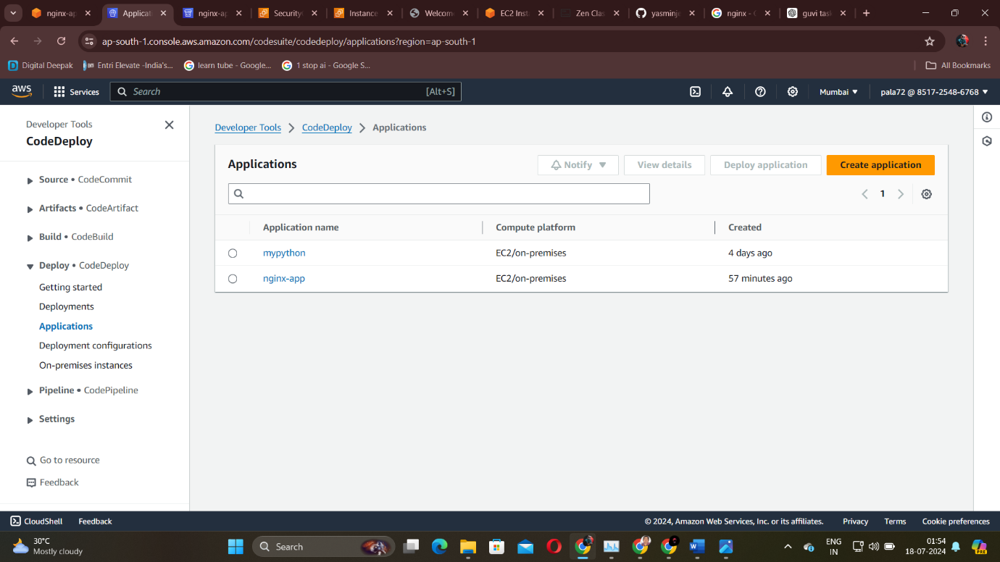 nginx-ap
Applicat
nginx-ap
Security
Instance
Welcom
EC2 Inst
Zen Clas
yasminje
nginx - G
guvi tas
ap-south-1.console.aws.amazon.com/codesuite/codedeploy/applications?region=ap-south-1
Digital Deepak
Entri Elevate -India's...
learn tube - Google...
1 stop ai - Google S...
All Bookmarks
aws
Services
Search
[Alt+S]
Mumbai
pala72 @ 8517-2548-6768
Developer Tools
CodeDeploy
Source • CodeCommit
Artifacts • CodeArtifact
Build • CodeBuild
Deploy • CodeDeploy
Getting started
Deployments
Applications
Deployment configurations
On-premises instances
Pipeline • CodePipeline
Settings
Go to resource
Feedback
Developer Tools > CodeDeploy > Applications
Applications
Notify
View details
Deploy application
Create application
1
Application name
Compute platform
Created
mypython
EC2/on-premises
4 days ago
nginx-app
EC2/on-premises
57 minutes ago
CloudShell
Feedback
© 2024, Amazon Web Services, Inc. or its affiliates.
Privacy
Terms
Cookie preferences
30°C
Mostly cloudy
Search
ENG
IN
01:54
18-07-2024
PRE